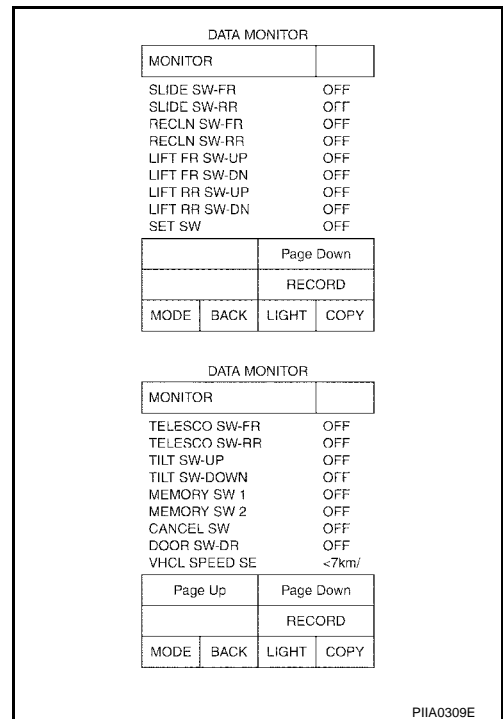 DATA MONITOR
MONITOR
SLIDE SW-FR OFF
SLIDE SW-RR OFF
RECLN SW-FR OFF
RECLN SW-RR OFF
LIFT FR SW-UP OFF
LIFT FR SW-DN OFF
LIFT RR SW-UP OFF
LIFT RR SW-DN OFF
SET SW OFF
Page Down
RECORD
MODE BACK LIGHT COPY
DATA MONITOR
MONITOR
TELESCO SW-FR OFF
TELESCO SW-RR OFF
TILT SW-UP OFF
TILT SW-DOWN OFF
MEMORY SW 1 OFF
MEMORY SW 2 OFF
CANCEL SW OFF
DOOR SW-DR OFF
VHCL SPEED SE <7km/
Page Up Page Down
RECORD
MODE BACK LIGHT COPY
PIIA0309E